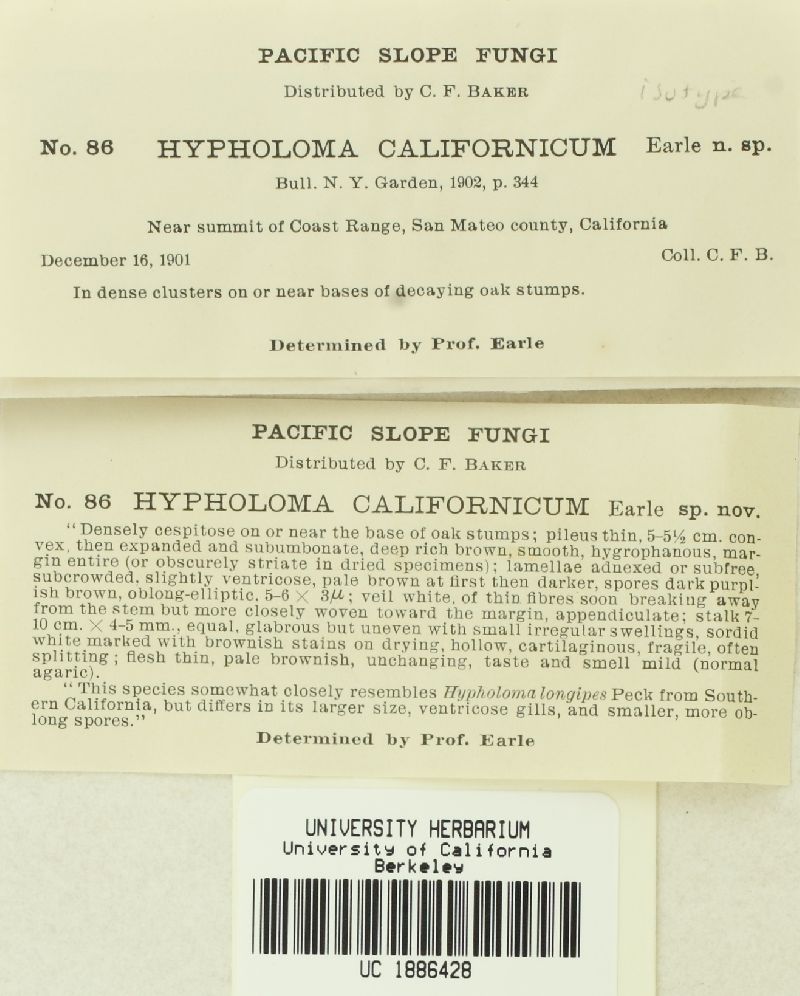 PACIFIC SLOPE FUNGI
Distributed by C. F. BAKER
isotype
No. 86 HYPHOLOMA CALIFORNICUM Earle n. sp.
Bull. N. Y. Garden, 1902, p. 344
Near summit of Coast Range, San Mateo county, California
December 16, 1901 Coll. C. F. B.
In dense clusters on or near bases of decaying oak stumps.
Determined by Prof. Earle
PACIFIC SLOPE FUNGI
Distributed by C. F. BAKER
No. 86 HYPHOLOMA CALIFORNICUM Earle sp. nov.
"Densely cespitose on or near the base of oak stumps; pileus thin, 5–5½ cm. con-
vex, then expanded and subumbonate, deep rich brown, smooth, hygrophanous, mar-
gin entire (or obscurely striate in dried specimens); lamellae adnexed or subfree,
subcrowded, slightly ventricose, pale brown at first then darker, spores dark purpl-
ish brown, oblong-elliptic, 5–6 × 3μ; veil white, of thin fibres soon breaking away
from the stem but more closely woven toward the margin, appendiculate; stalk 7–
10 cm. × 4–5 mm., equal, glabrous but uneven with small irregular swellings, sordid
white marked with brownish stains on drying, hollow, cartilaginous, fragile, often
splitting; flesh thin, pale brownish, unchanging, taste and smell mild (normal
agaric).
"This species somewhat closely resembles Hypholoma longipes Peck from South-
ern California, but differs in its larger size, ventricose gills, and smaller, more ob-
long spores."
Determined by Prof. Earle
UNIVERSITY HERBARIUM
University of California
Berkeley
UC 1886428